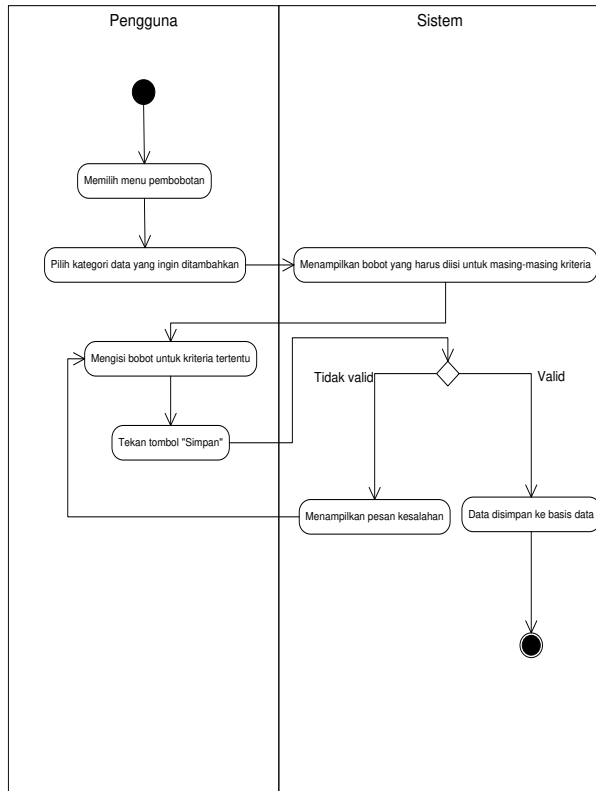 Pengguna
Sistem
Memilih menu pembobotan
Pilih kategori data yang ingin ditambahkan
Menampilkan bobot yang harus diisi untuk masing-masing kriteria
Mengisi bobot untuk kriteria tertentu
Tidak valid
Valid
Tekan tombol "Simpan"
Menampilkan pesan kesalahan
Data disimpan ke basis data